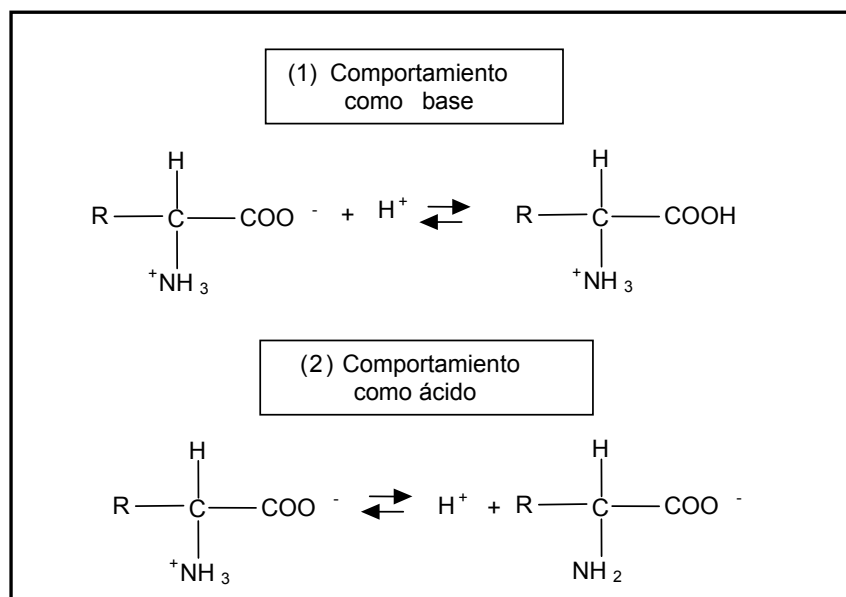 (1) Comportamiento
como base
H
R C COO - + H+ R C COOH
+NH3 +NH3
H
(2) Comportamiento
como ácido
H H
R C COO - H+ + R C COO -
+NH3 NH2